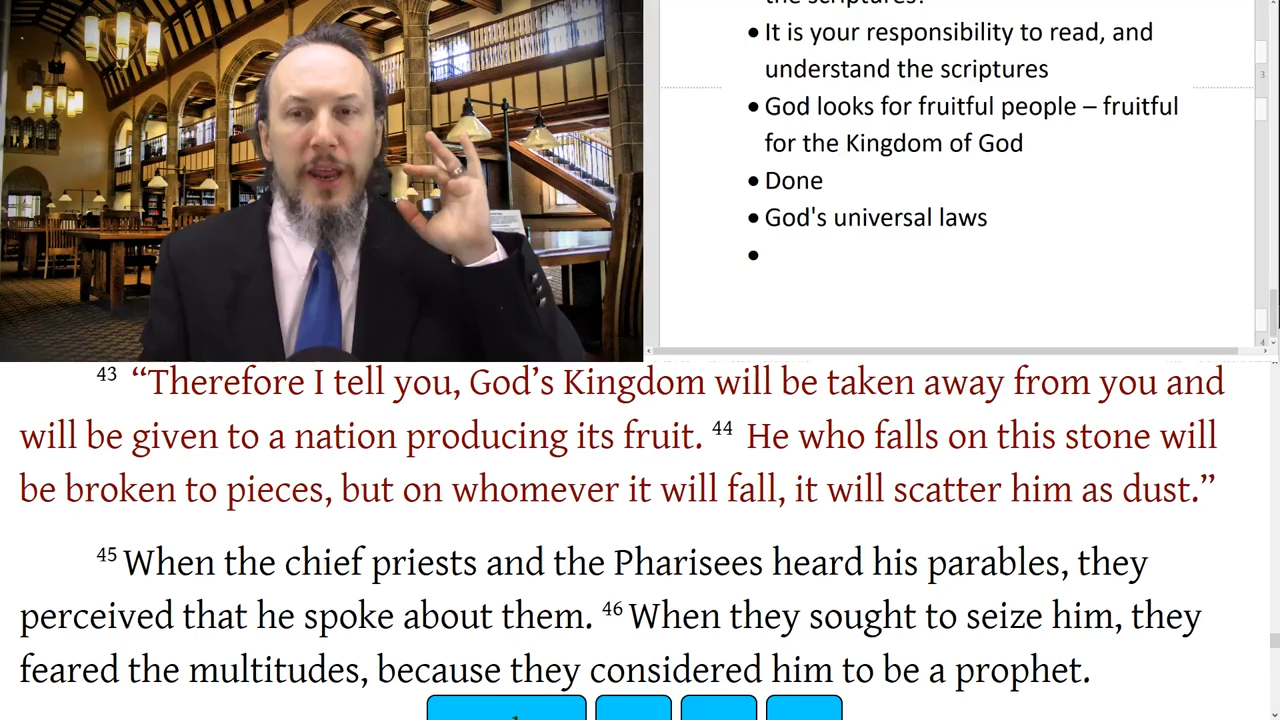 the scriptures?
• It is your responsibility to read, and
understand the scriptures
• God looks for fruitful people – fruitful
for the Kingdom of God
• Done
• God's universal laws
•
3
4
43 “Therefore I tell you, God’s Kingdom will be taken away from you and
will be given to a nation producing its fruit. 44 He who falls on this stone will
be broken to pieces, but on whomever it will fall, it will scatter him as dust.”
45 When the chief priests and the Pharisees heard his parables, they
perceived that he spoke about them. 46 When they sought to seize him, they
feared the multitudes, because they considered him to be a prophet.